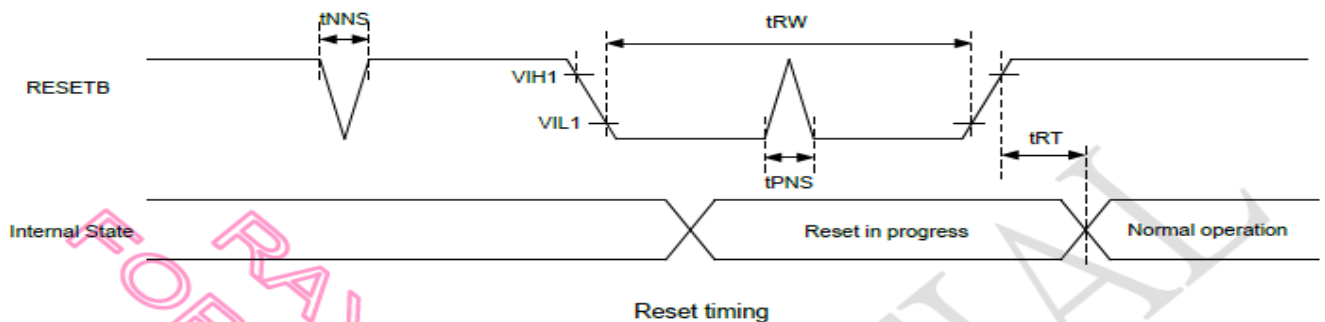 tNNS
tRW
RESETB
VIH1
VIL1
tRT
tPNS
Internal State
Reset in progress
Normal operation
Reset timing